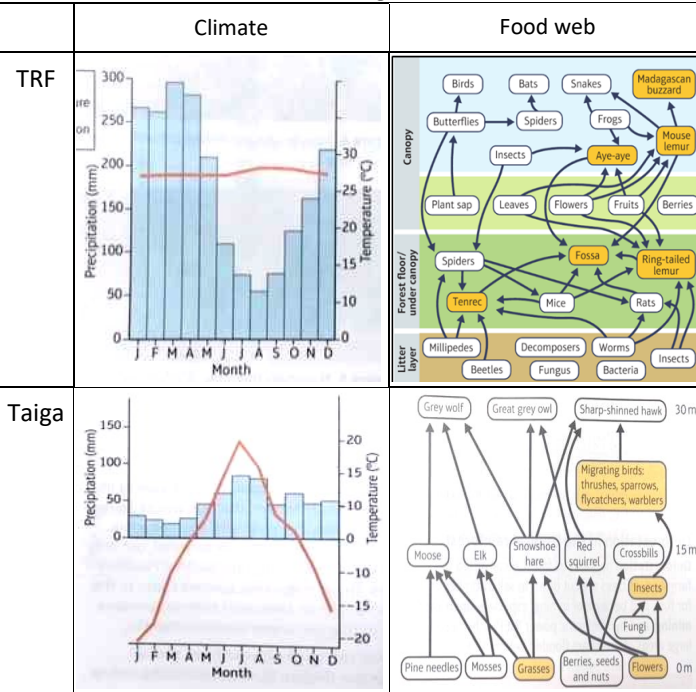 Climate
Food web
TRF
Precipitation (mm)
300
250
200
150
100
50
0
30
25
20
15
10
0
Temperature (°C)
J F M A M J J A S O N D
Month
Canopy
Forest floor/
under canopy
Litter
layer
Birds
Bats
Snakes
Madagascan
buzzard
Butterflies
Spiders
Frogs
Mouse
lemur
Insects
Aye-aye
Plant sap
Leaves
Flowers
Fruits
Berries
Spiders
Fossa
Ring-tailed
lemur
Tenrec
Mice
Rats
Millipedes
Decomposers
Worms
Insects
Beetles
Fungus
Bacteria
Taiga
Precipitation (mm)
150
100
50
0
20
15
10
0
-10
-15
-20
Temperature (°C)
J F M A M J J A S O N D
Month
Grey wolf
Great grey owl
Sharp-shinned hawk
30 m
Migrating birds:
thrushes, sparrows,
flycatchers, warblers
Moose
Elk
Snowshoe
hare
Red
squirrel
Crossbills
15 m
Insects
Fungi
Pine needles
Mosses
Grasses
Berries, seeds
and nuts
Flowers
0 m